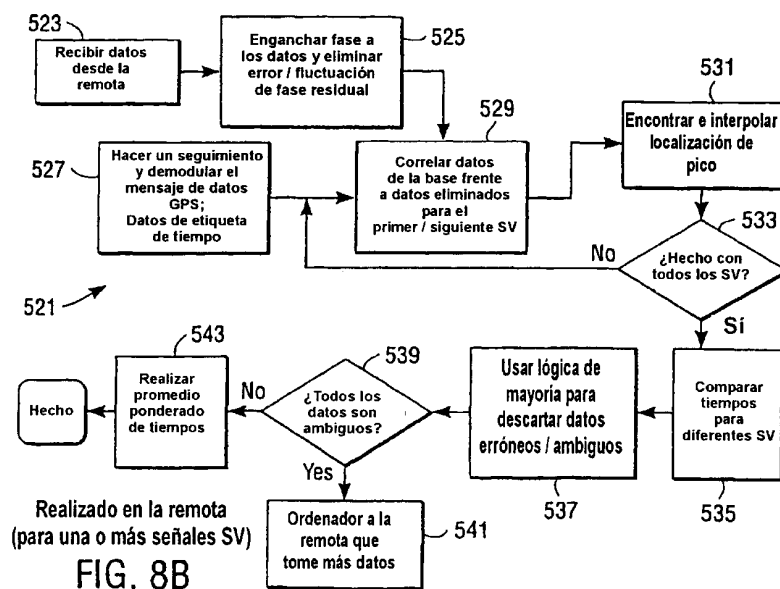 523
Recibir datos
desde la
remota
Enganchar fase a
los datos y eliminar
error / fluctuación
de fase residual
525
527
Hacer un seguimiento
y demodular el
mensaje de datos
GPS;
Datos de etiqueta
de tiempo
529
Correlar datos
de la base frente
a datos eliminados
para el
primer / siguiente SV
531
Encontrar e interpolar
localización de
pico
533
¿Hecho con
todos los SV?
No
Sí
521
535
Comparar
tiempos
para
diferentes SV
537
Usar lógica de
mayoría para
descartar datos
erróneos / ambiguos
539
¿Todos los
datos son
ambiguos?
No
Yes
543
Realizar
promedio
ponderado
de tiempos
Hecho
541
Ordenador a la
remota que
tome más datos
Realizado en la remota
(para una o más señales SV)
FIG. 8B